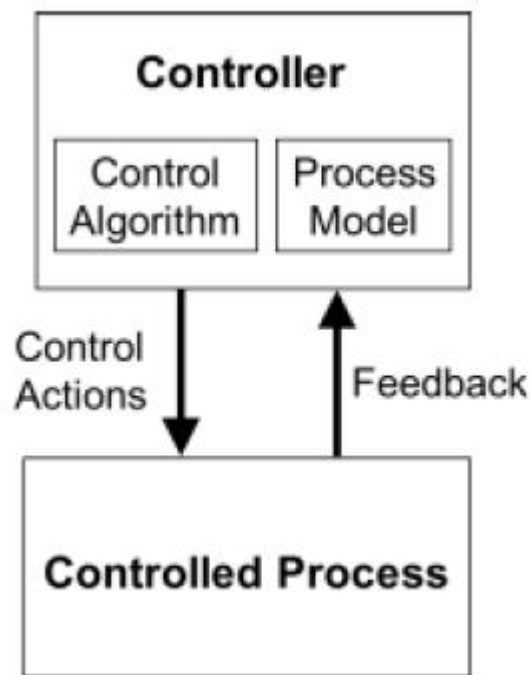 Controller
Control
Algorithm
Process
Model
Control
Actions
Feedback
Controlled Process